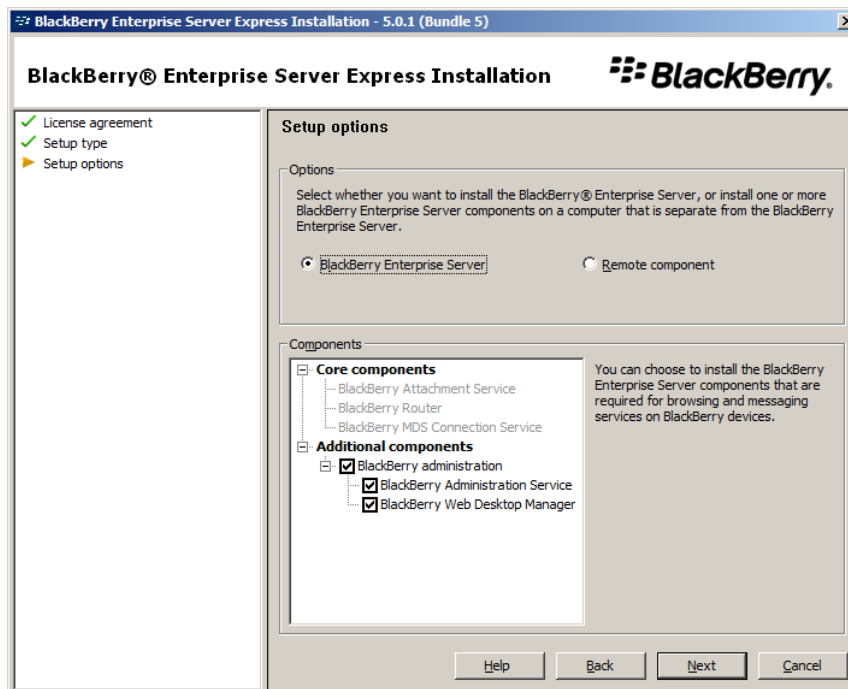 BlackBerry Enterprise Server Express Installation - 5.0.1 (Bundle 5)
BlackBerry® Enterprise Server Express Installation
BlackBerry.
License agreement
Setup type
Setup options
Setup options
Options
Select whether you want to install the BlackBerry® Enterprise Server, or install one or more
BlackBerry Enterprise Server components on a computer that is separate from the BlackBerry
Enterprise Server.
BlackBerry Enterprise Server
Remote component
Components
Core components
BlackBerry Attachment Service
BlackBerry Router
BlackBerry MDS Connection Service
Additional components
BlackBerry administration
BlackBerry Administration Service
BlackBerry Web Desktop Manager
You can choose to install the BlackBerry
Enterprise Server components that are
required for browsing and messaging
services on BlackBerry devices.
Help
Back
Next
Cancel